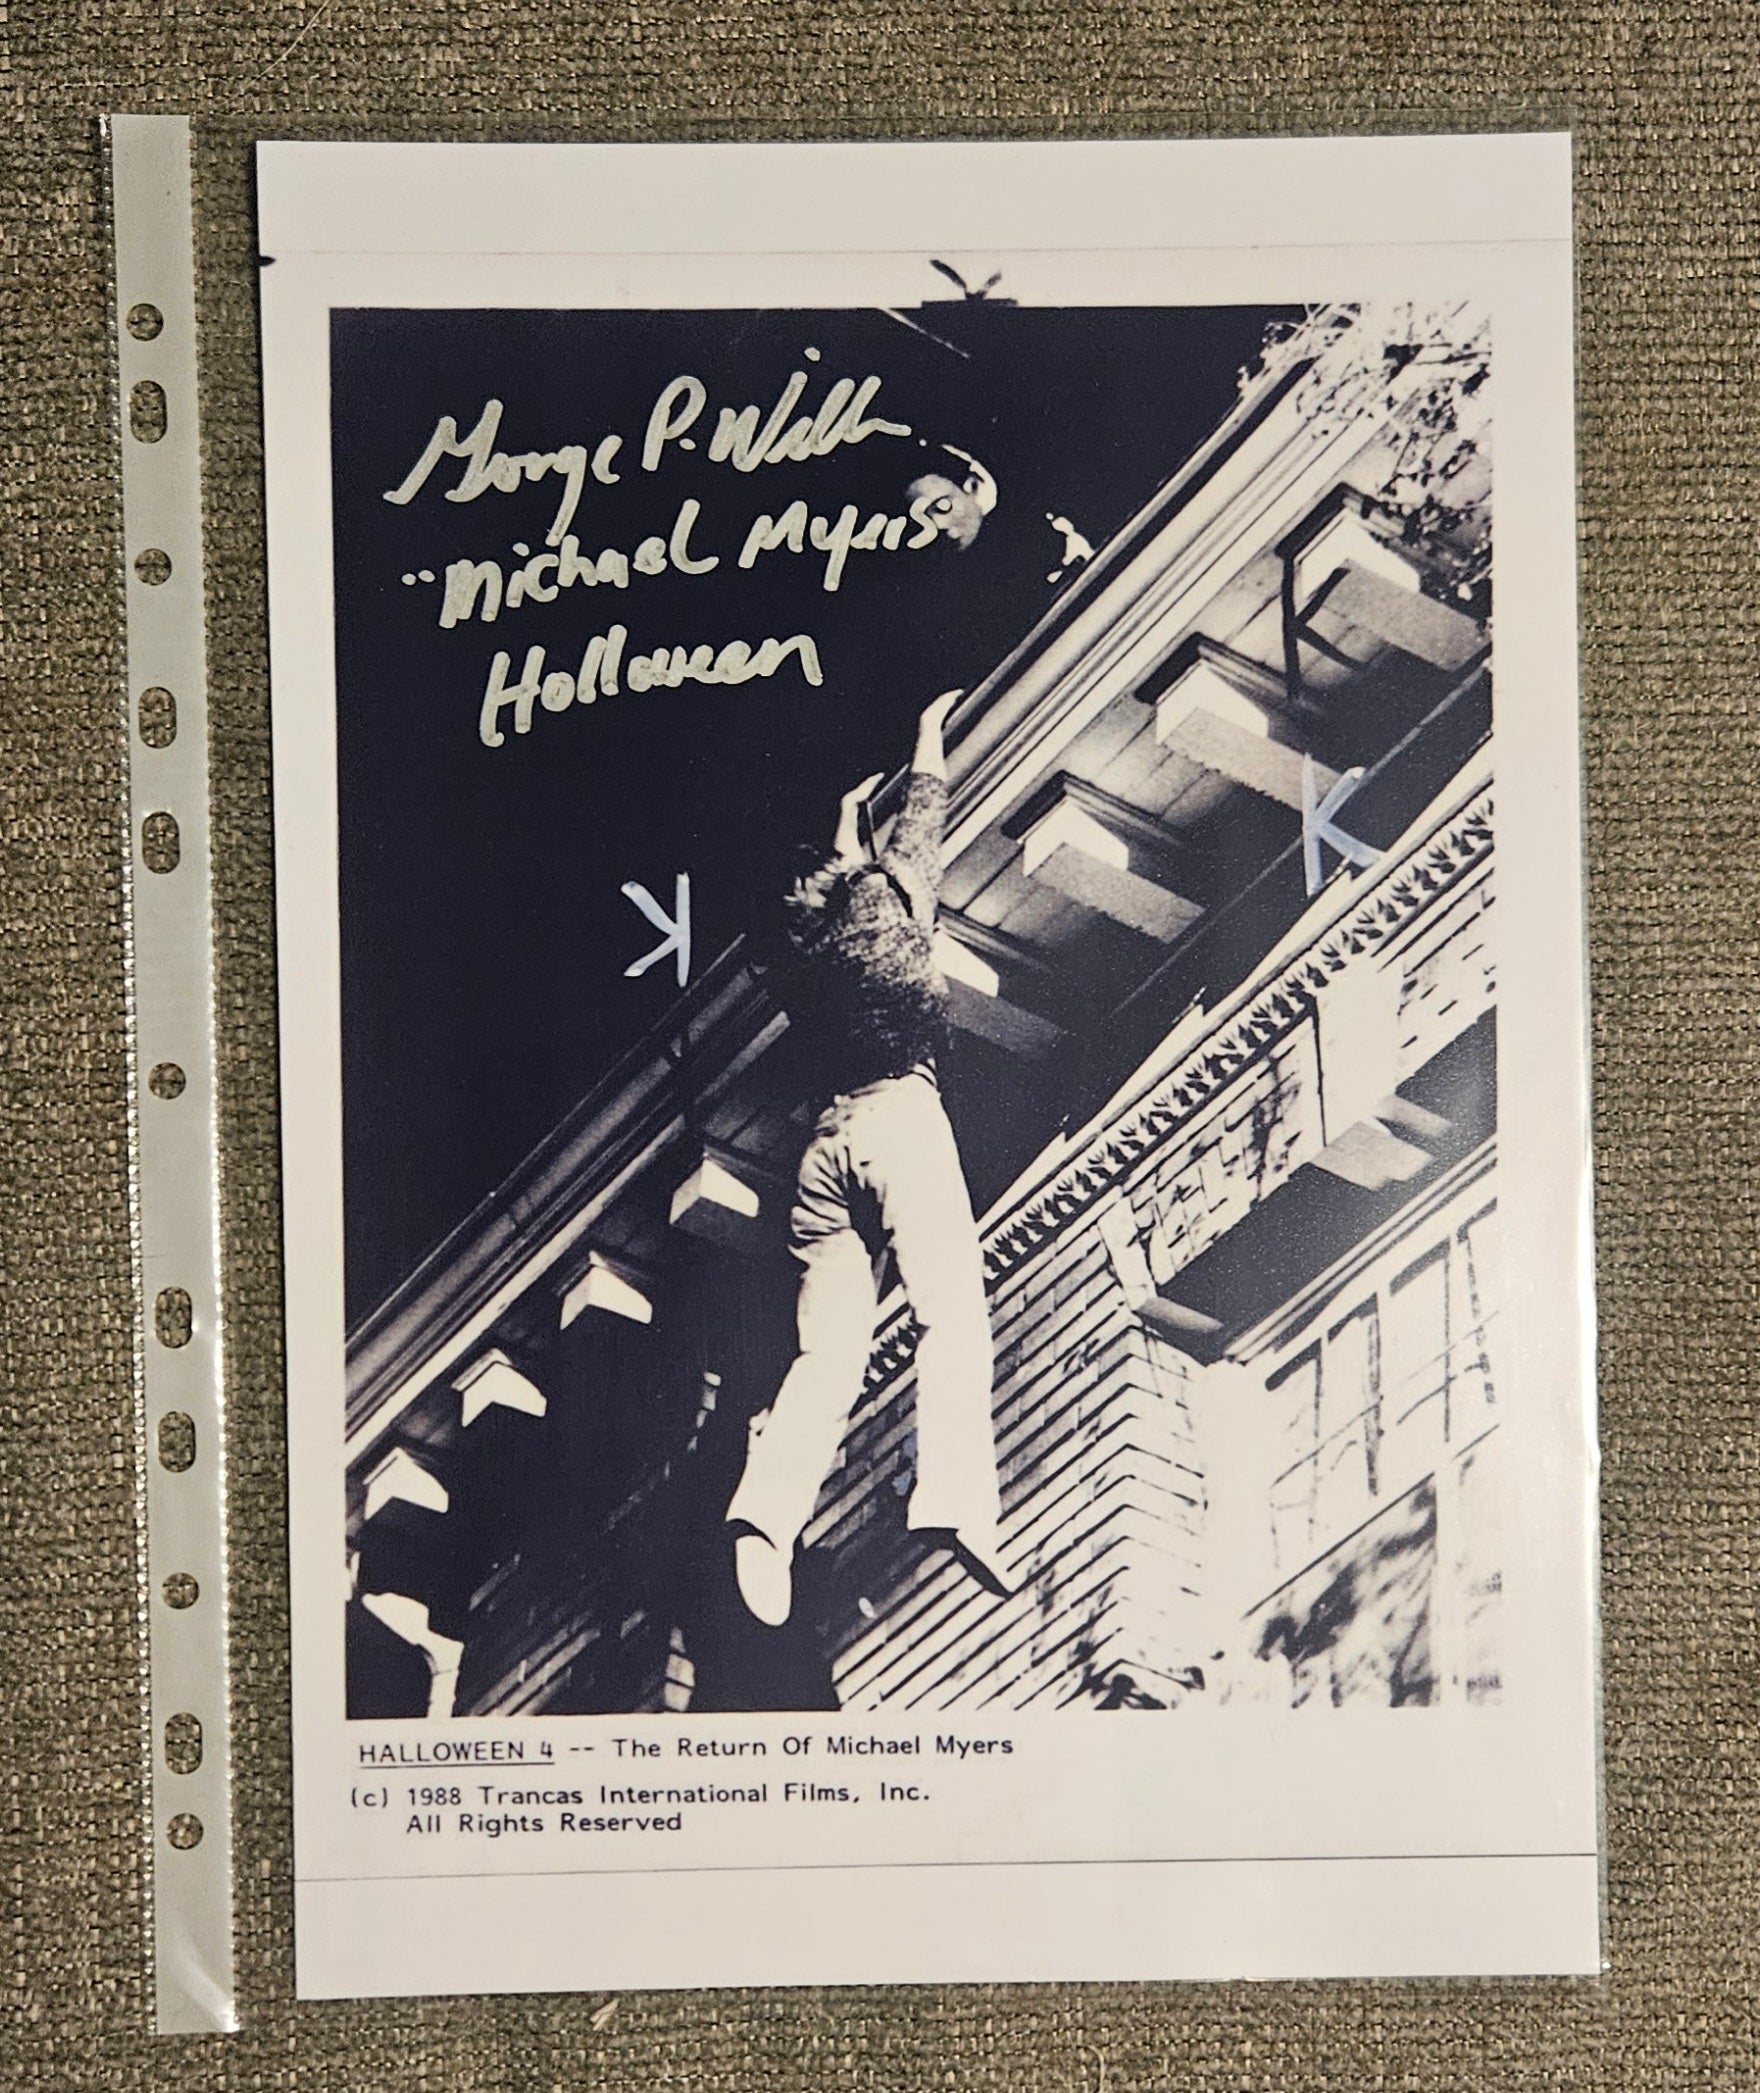 George P. Wilbur
"Michael Myers"
Halloween
K
K
K
HALLOWEEN 4 -- The Return Of Michael Myers
(c) 1988 Trancas International Films, Inc.
All Rights Reserved